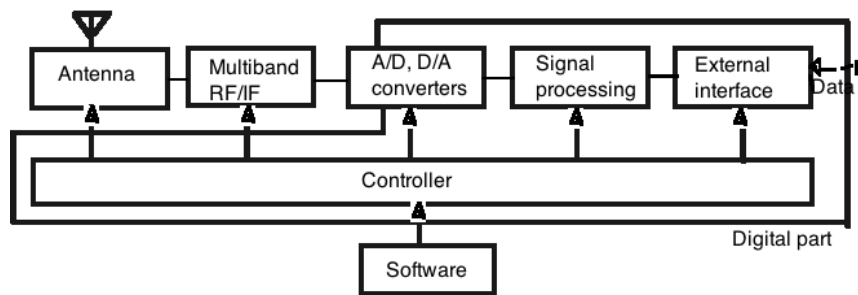 Antenna
Multiband
RF/IF
A/D, D/A
converters
Signal
processing
External
interface
Data
Controller
Digital part
Software